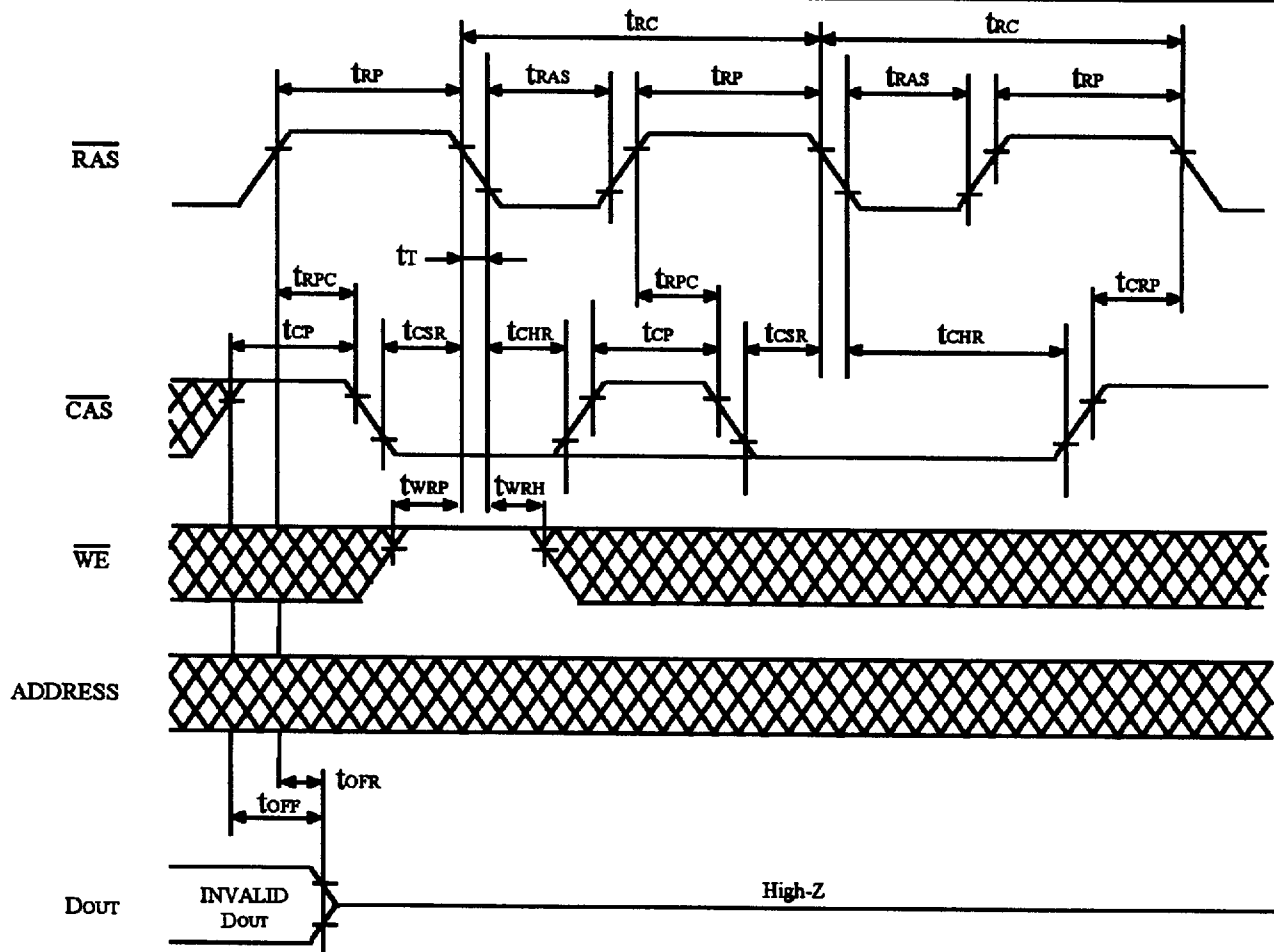 tRC tRC
tRP tRAS tRP tRAS tRP
RAS
tT
tRPC tRPC tCRP
tCP tCSR tCHR tCP tCSR tCHR
CAS
tWRP tWRH
WE
ADDRESS
tOFR
tOFF
DOUT
INVALID
DOUT
High-Z